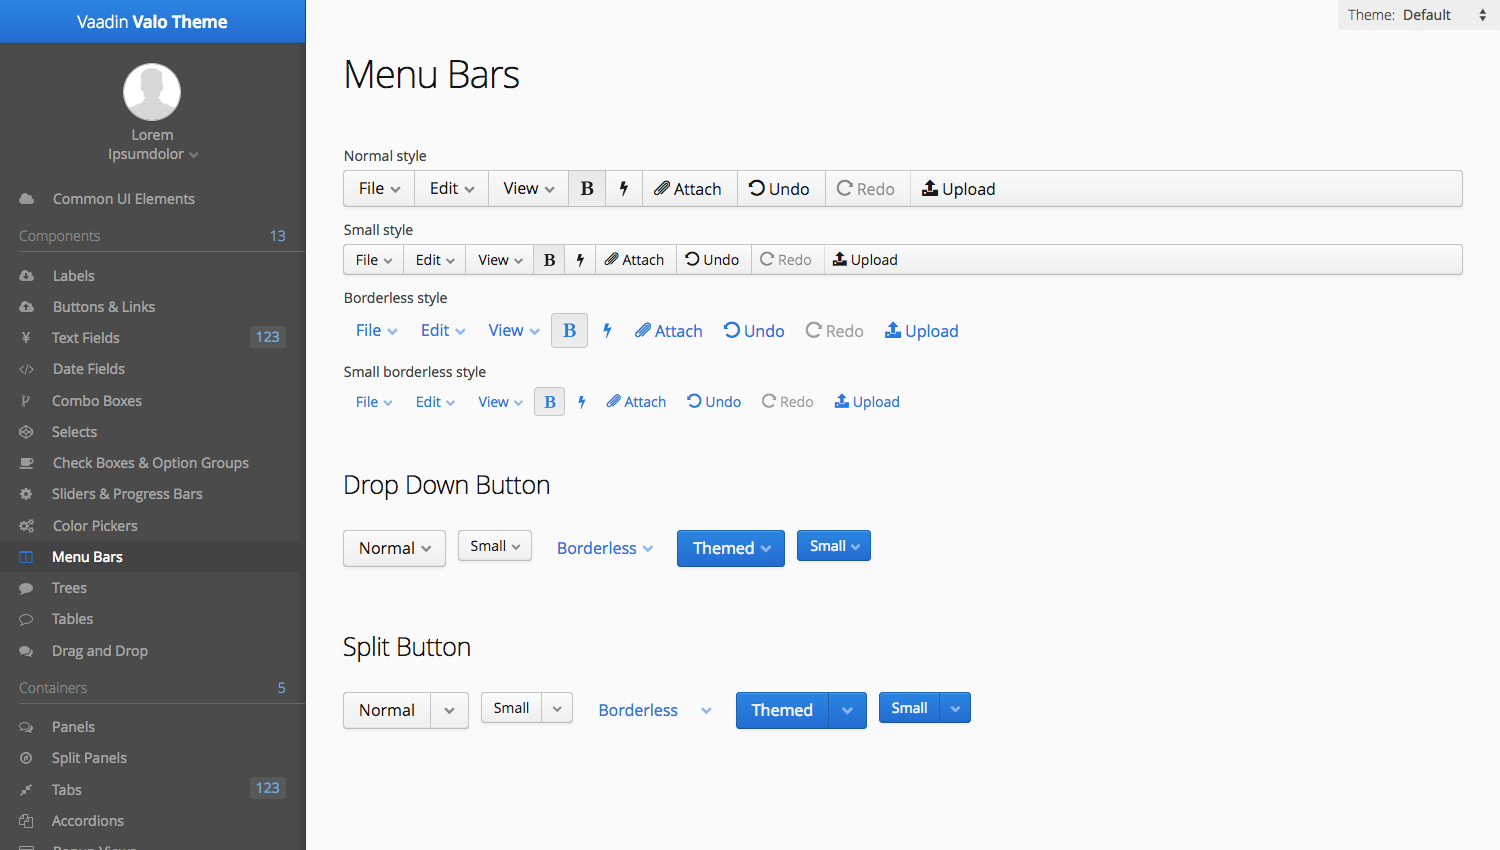 Vaadin Valo Theme
Lorem
Ipsumdolor
Common UI Elements
Components 13
Labels
Buttons & Links
Text Fields 123
Date Fields
Combo Boxes
Selects
Check Boxes & Option Groups
Sliders & Progress Bars
Color Pickers
Menu Bars
Trees
Tables
Drag and Drop
Containers 5
Panels
Split Panels
Tabs 123
Accordions
Popup Views
Theme: Default
Menu Bars
Normal style
File Edit View B Attach Undo Redo Upload
Small style
File Edit View B Attach Undo Redo Upload
Borderless style
File Edit View B Attach Undo Redo Upload
Small borderless style
File Edit View B Attach Undo Redo Upload
Drop Down Button
Normal Small Borderless Themed Small
Split Button
Normal Small Borderless Themed Small